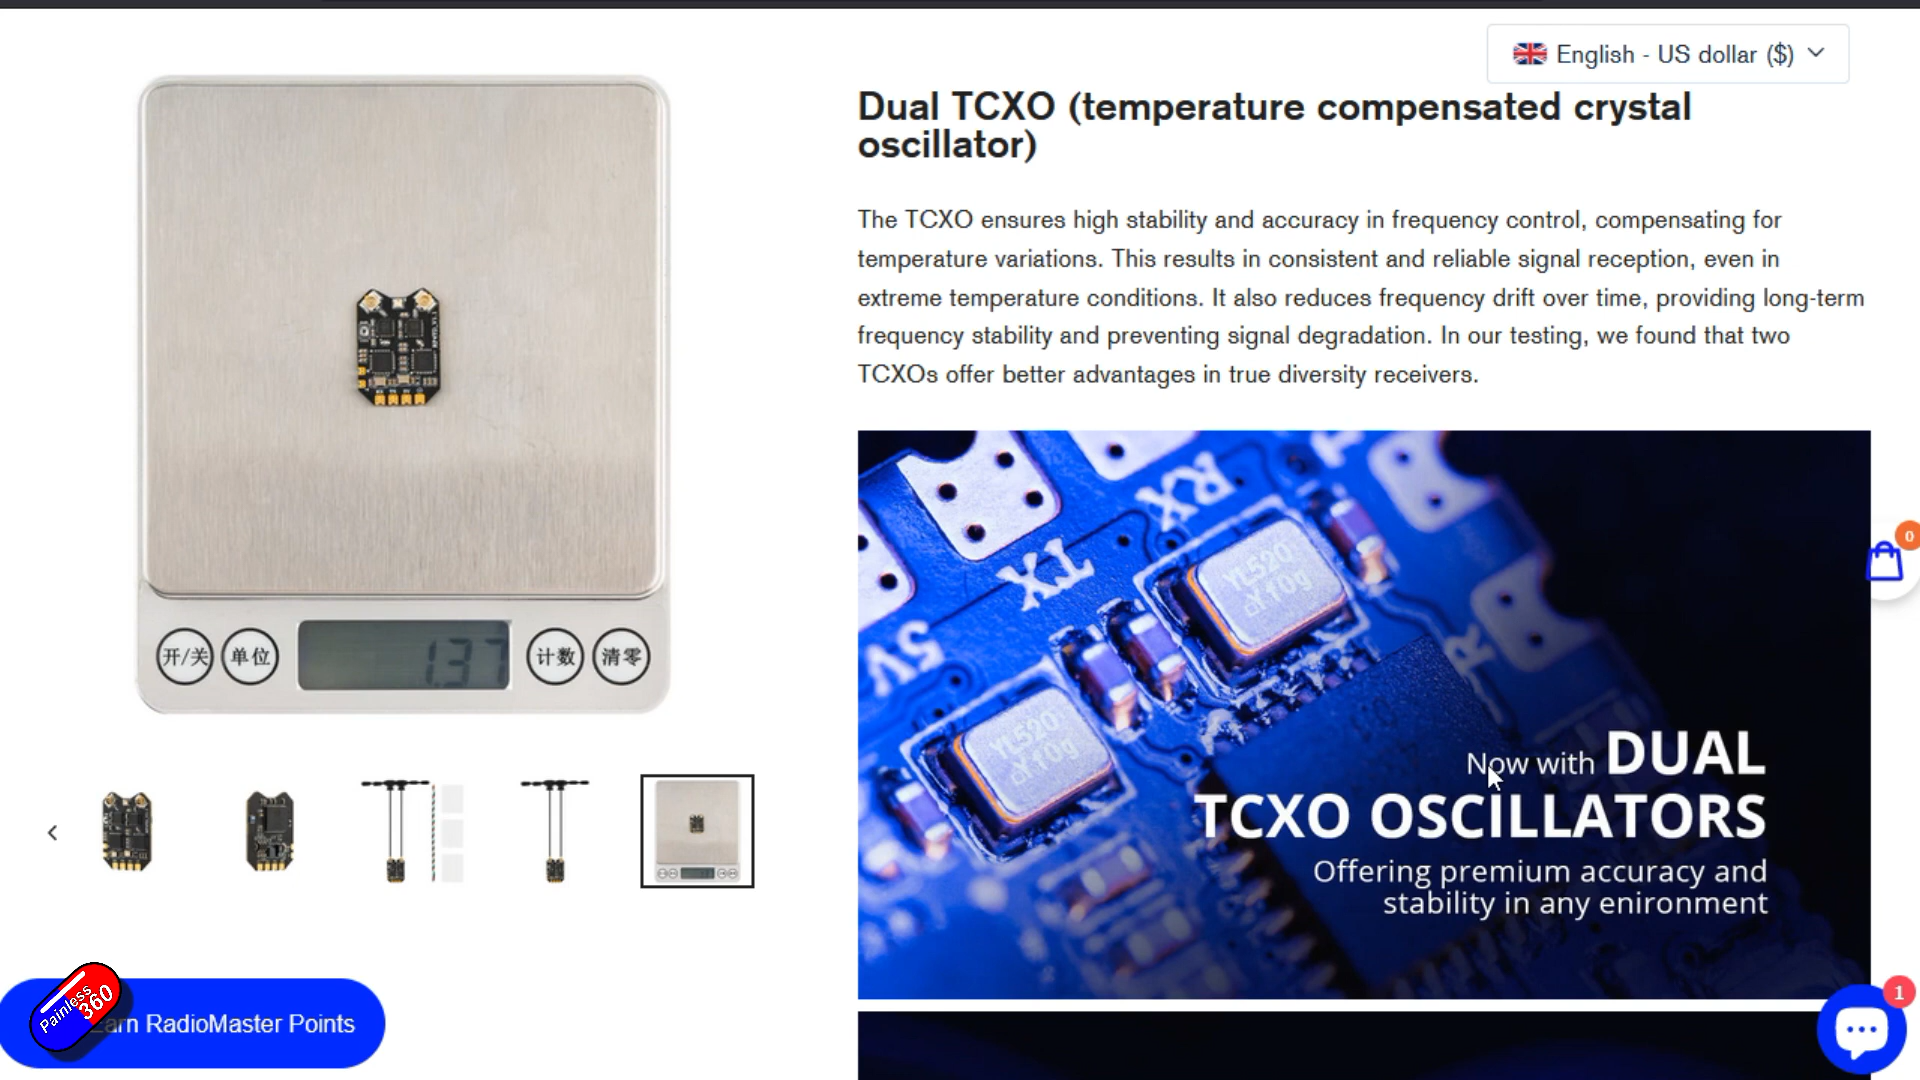 English - US dollar ($)
Dual TCXO (temperature compensated crystal
oscillator)
The TCXO ensures high stability and accuracy in frequency control, compensating for
temperature variations. This results in consistent and reliable signal reception, even in
extreme temperature conditions. It also reduces frequency drift over time, providing long-term
frequency stability and preventing signal degradation. In our testing, we found that two
TCXOs offer better advantages in true diversity receivers.
开/关
单位
1.37
计数
清零
RX
TX
5V
YL520
Y10g
YL520
Y10g
Now with DUAL
TCXO OSCILLATORS
Offering premium accuracy and
stability in any enironment
0
Painless
360
Earn RadioMaster Points
1